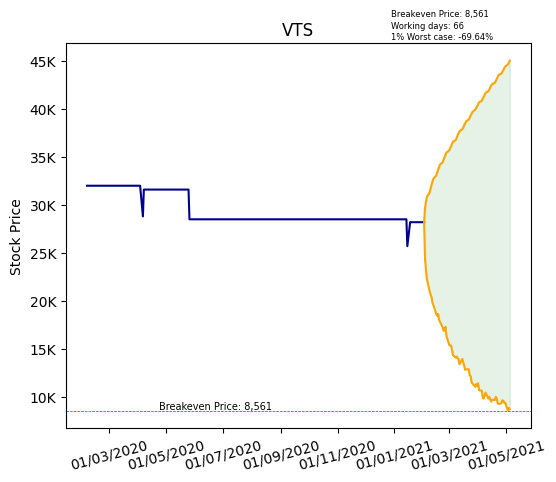 Breakeven Price: 8,561
Working days: 66
1% Worst case: -69.64%
VTS
Stock Price
45K
40K
35K
30K
25K
20K
15K
10K
Breakeven Price: 8,561
01/03/2020
01/05/2020
01/07/2020
01/09/2020
01/11/2020
01/01/2021
01/03/2021
01/05/2021